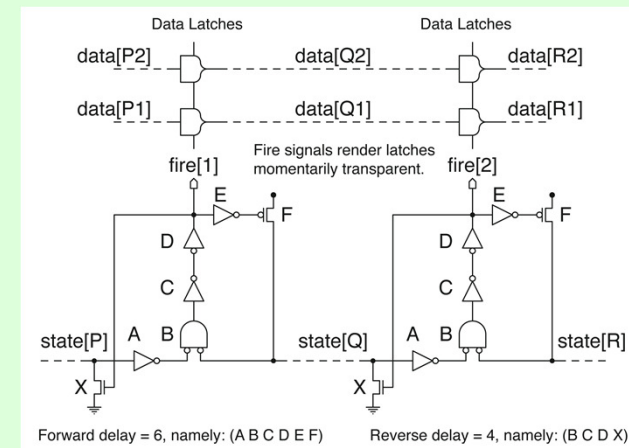 Data Latches Data Latches
data[P2] data[Q2] data[R2]
data[P1] data[Q1] data[R1]
Fire signals render latches
momentarily transparent.
fire[1] fire[2]
E E
F F
D D
C C
state[P] A B state[Q] A B state[R]
X X
Forward delay = 6, namely: (A B C D E F) Reverse delay = 4, namely: (B C D X)